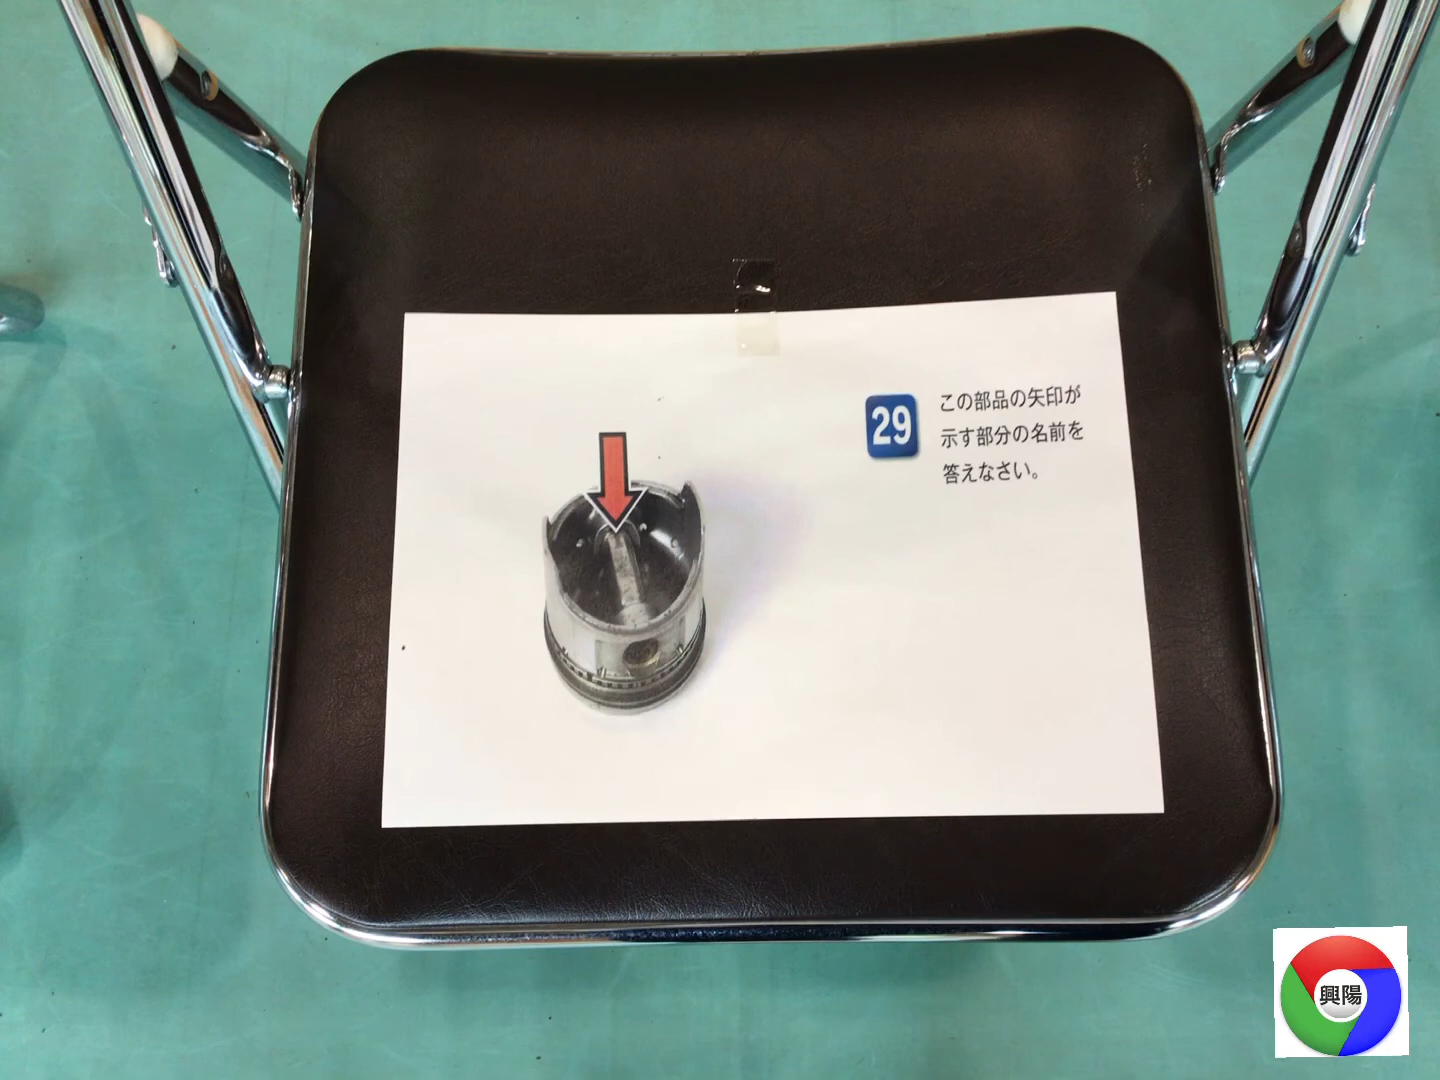 29
この部品の矢印が
示す部分の名前を
答えなさい。
興陽